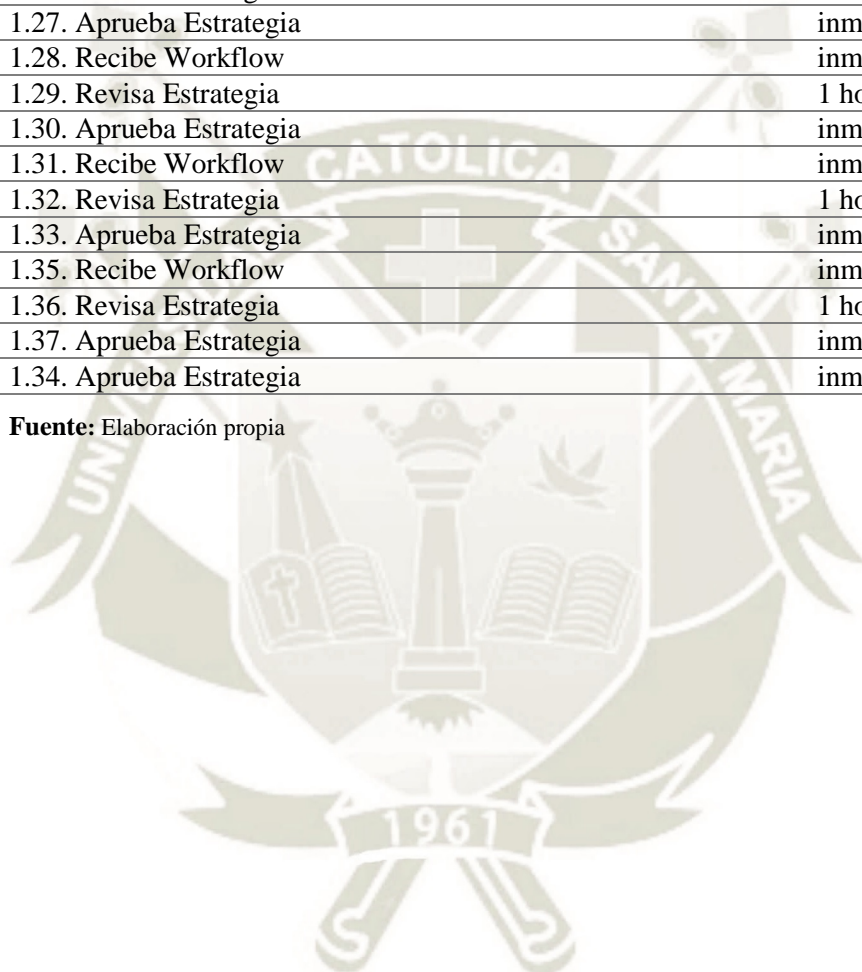 1.27. Aprueba Estrategia inm
1.28. Recibe Workflow inm
1.29. Revisa Estrategia 1 ho
1.30. Aprueba Estrategia inm
1.31. Recibe Workflow inm
1.32. Revisa Estrategia 1 ho
1.33. Aprueba Estrategia inm
1.35. Recibe Workflow inm
1.36. Revisa Estrategia 1 ho
1.37. Aprueba Estrategia inm
1.34. Aprueba Estrategia inm
Fuente: Elaboración propia
CATOLICA
SANTA MARIA
1961